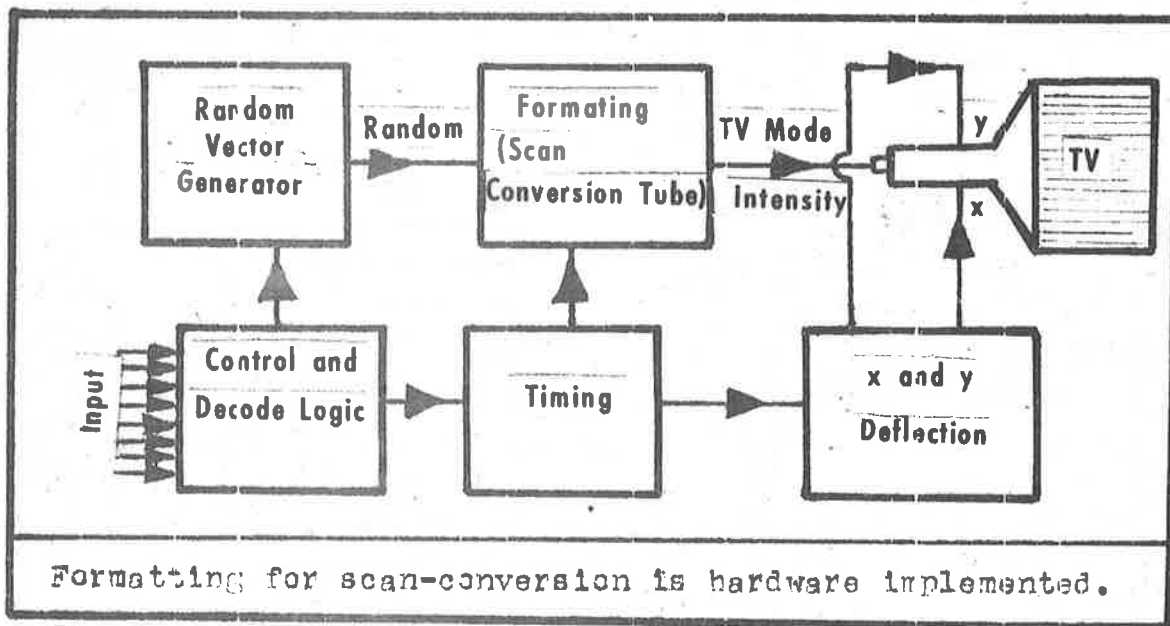 Random
Vector
Generator
Random
Formating
(Scan
Conversion Tube)
TV Mode
Intensity
y
x
TV
Input
Control and
Decode Logic
Timing
x and y
Deflection
Formatting for scan-conversion is hardware implemented.